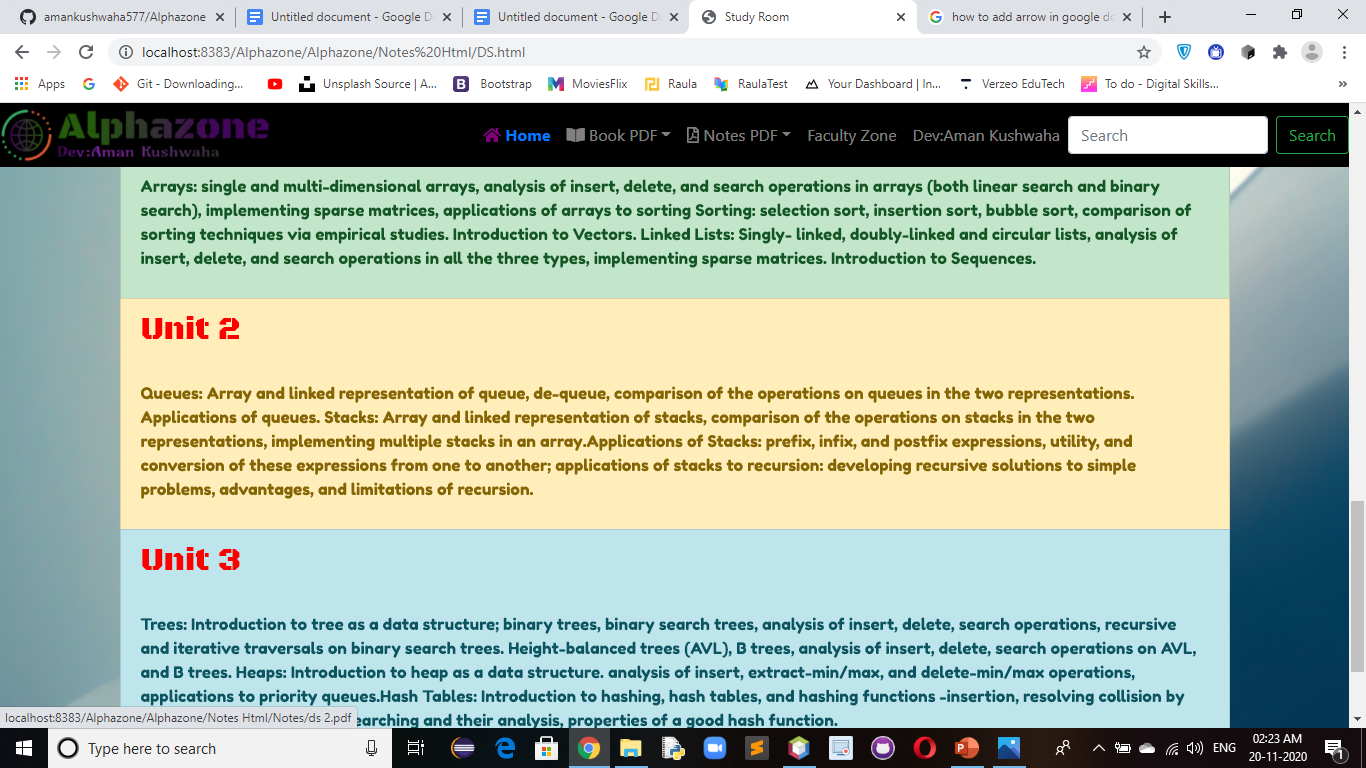 amankushwaha577/Alphazone
Untitled document - Google D
Untitled document - Google D
Study Room
how to add arrow in google do
localhost:8383/Alphazone/Alphazone/Notes%20Html/DS.html
Apps
Git - Downloading...
Unsplash Source | A...
Bootstrap
MoviesFlix
Raula
RaulaTest
Your Dashboard | In...
Verzeo EduTech
To do - Digital Skills...
»
Alphazone
Dev:Aman Kushwaha
Home
Book PDF
Notes PDF
Faculty Zone
Dev:Aman Kushwaha
Search
Search
Arrays: single and multi-dimensional arrays, analysis of insert, delete, and search operations in arrays (both linear search and binary
search), implementing sparse matrices, applications of arrays to sorting Sorting: selection sort, insertion sort, bubble sort, comparison of
sorting techniques via empirical studies. Introduction to Vectors. Linked Lists: Singly- linked, doubly-linked and circular lists, analysis of
insert, delete, and search operations in all the three types, implementing sparse matrices. Introduction to Sequences.
Unit 2
Queues: Array and linked representation of queue, de-queue, comparison of the operations on queues in the two representations.
Applications of queues. Stacks: Array and linked representation of stacks, comparison of the operations on stacks in the two
representations, implementing multiple stacks in an array.Applications of Stacks: prefix, infix, and postfix expressions, utility, and
conversion of these expressions from one to another; applications of stacks to recursion: developing recursive solutions to simple
problems, advantages, and limitations of recursion.
Unit 3
Trees: Introduction to tree as a data structure; binary trees, binary search trees, analysis of insert, delete, search operations, recursive
and iterative traversals on binary search trees. Height-balanced trees (AVL), B trees, analysis of insert, delete, search operations on AVL,
and B trees. Heaps: Introduction to heap as a data structure. analysis of insert, extract-min/max, and delete-min/max operations,
applications to priority queues.Hash Tables: Introduction to hashing, hash tables, and hashing functions -insertion, resolving collision by
earching and their analysis, properties of a good hash function.
localhost:8383/Alphazone/Alphazone/Notes Html/Notes/ds 2.pdf
Type here to search
ENG
02:23 AM
20-11-2020
1